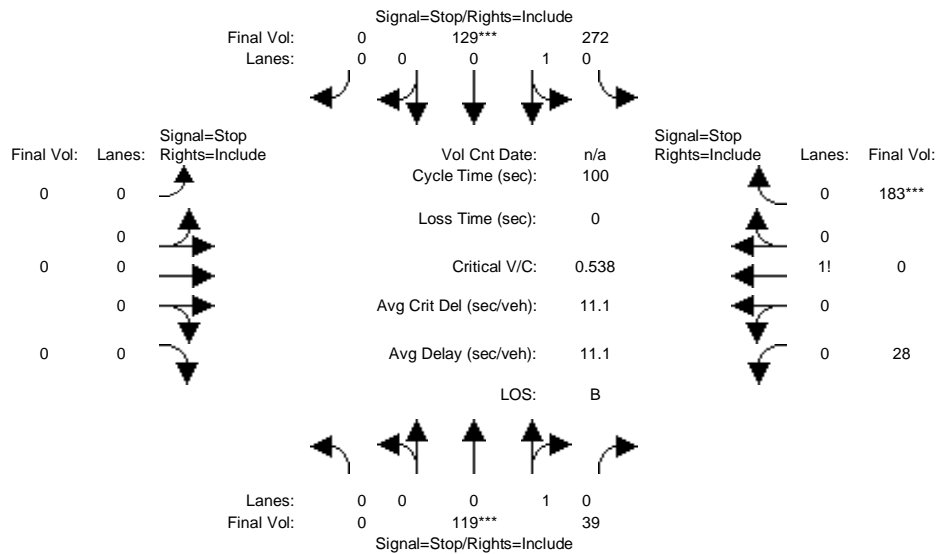 Signal=Stop/Rights=Include
Final Vol: 0 129*** 272
Lanes: 0 0 0 1 0
Signal=Stop
Final Vol: Lanes: Rights=Include
Vol Cnt Date: n/a
Signal=Stop
Rights=Include Lanes: Final Vol:
Cycle Time (sec): 100
0 0
0 183***
Loss Time (sec): 0
0
0
0 0
Critical V/C: 0.538
1! 0
0
Avg Crit Del (sec/veh): 11.1
0
0 0
Avg Delay (sec/veh): 11.1
0 28
LOS: B
Lanes: 0 0 0 1 0
Final Vol: 0 119*** 39
Signal=Stop/Rights=Include